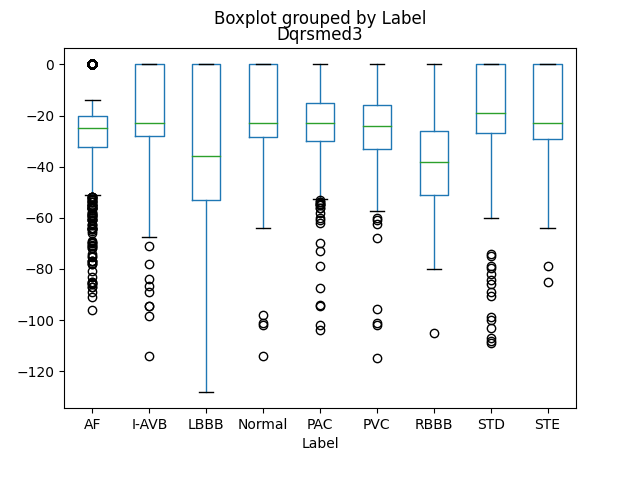 Boxplot grouped by Label
Dqrsmed3
0
−20
−40
−60
−80
−100
−120
AF I-AVB LBBB Normal PAC PVC RBBB STD STE
Label